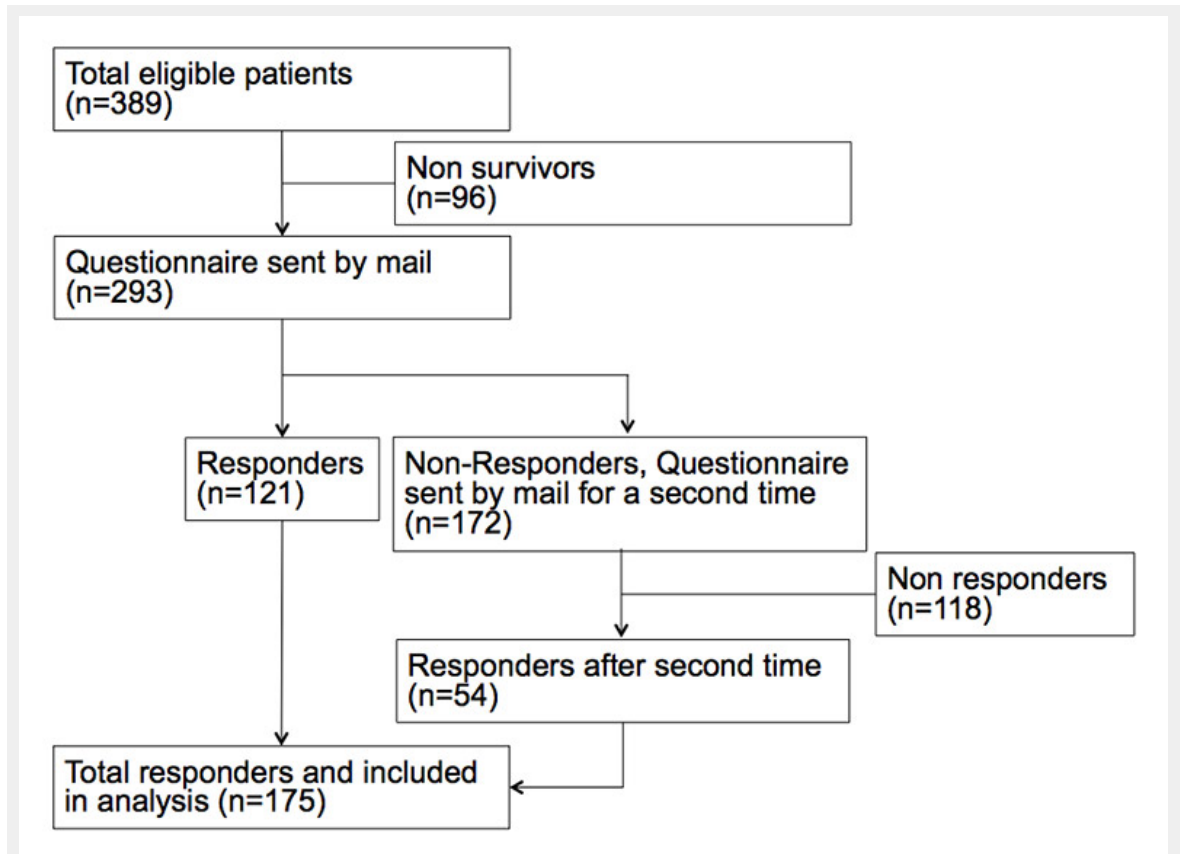 Total eligible patients
(n=389)
Non survivors
(n=96)
Questionnaire sent by mail
(n=293)
Responders
(n=121)
Non-Responders, Questionnaire
sent by mail for a second time
(n=172)
Non responders
(n=118)
Responders after second time
(n=54)
Total responders and included
in analysis (n=175)